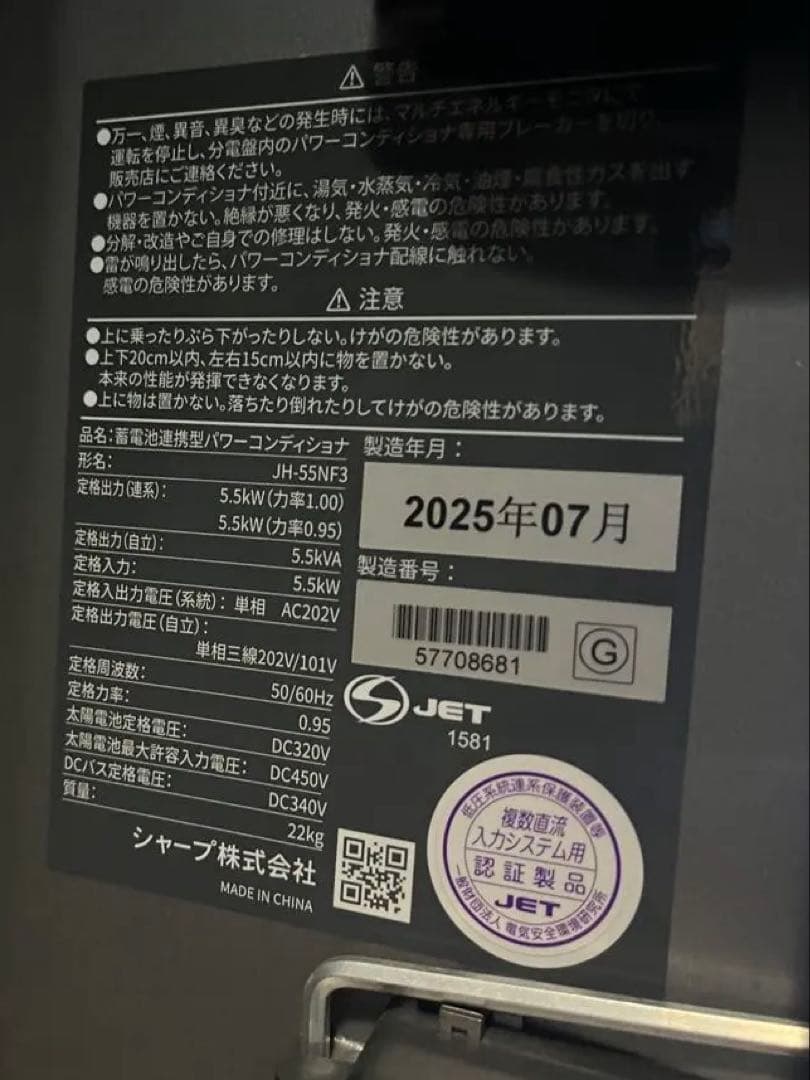 ⚠ 警告
●万一、煙、異音、異臭などの発生時には、マルチエネルギーモニタにて
運転を停止し、分電盤内のパワーコンディショナ専用ブレーカーを切り、
販売店にご連絡ください。
●パワーコンディショナ付近に、湯気・水蒸気・冷気・油煙・腐食性ガスを出す
機器を置かない。絶縁が悪くなり、発火・感電の危険性があります。
●分解・改造やご自身での修理はしない。発火・感電の危険性があります。
●雷が鳴り出したら、パワーコンディショナ配線に触れない。
感電の危険性があります。
⚠ 注意
●上に乗ったりぶら下がったりしない。けがの危険性があります。
●上下20cm以内、左右15cm以内に物を置かない。
本来の性能が発揮できなくなります。
●上に物は置かない。落ちたり倒れたりしてけがの危険性があります。
品名:蓄電池連携型パワーコンディショナ
形名: JH-55NF3
定格出力(連系): 5.5kW(力率1.00)
5.5kW(力率0.95)
定格出力(自立): 5.5kVA
定格入力: 5.5kW
定格入出力電圧(系統): 単相 AC202V
定格出力電圧(自立):
単相三線202V/101V
定格周波数: 50/60Hz
定格力率: 0.95
太陽電池定格電圧: DC320V
太陽電池最大許容入力電圧: DC450V
DCバス定格電圧: DC340V
質量: 22kg
シャープ株式会社
MADE IN CHINA
製造年月:
2025年07月
製造番号:
57708681
G
JET
1581
低圧系統連系保護装置等
複数直流
入力システム用
認証製品
JET
一般財団法人 電気安全環境研究所